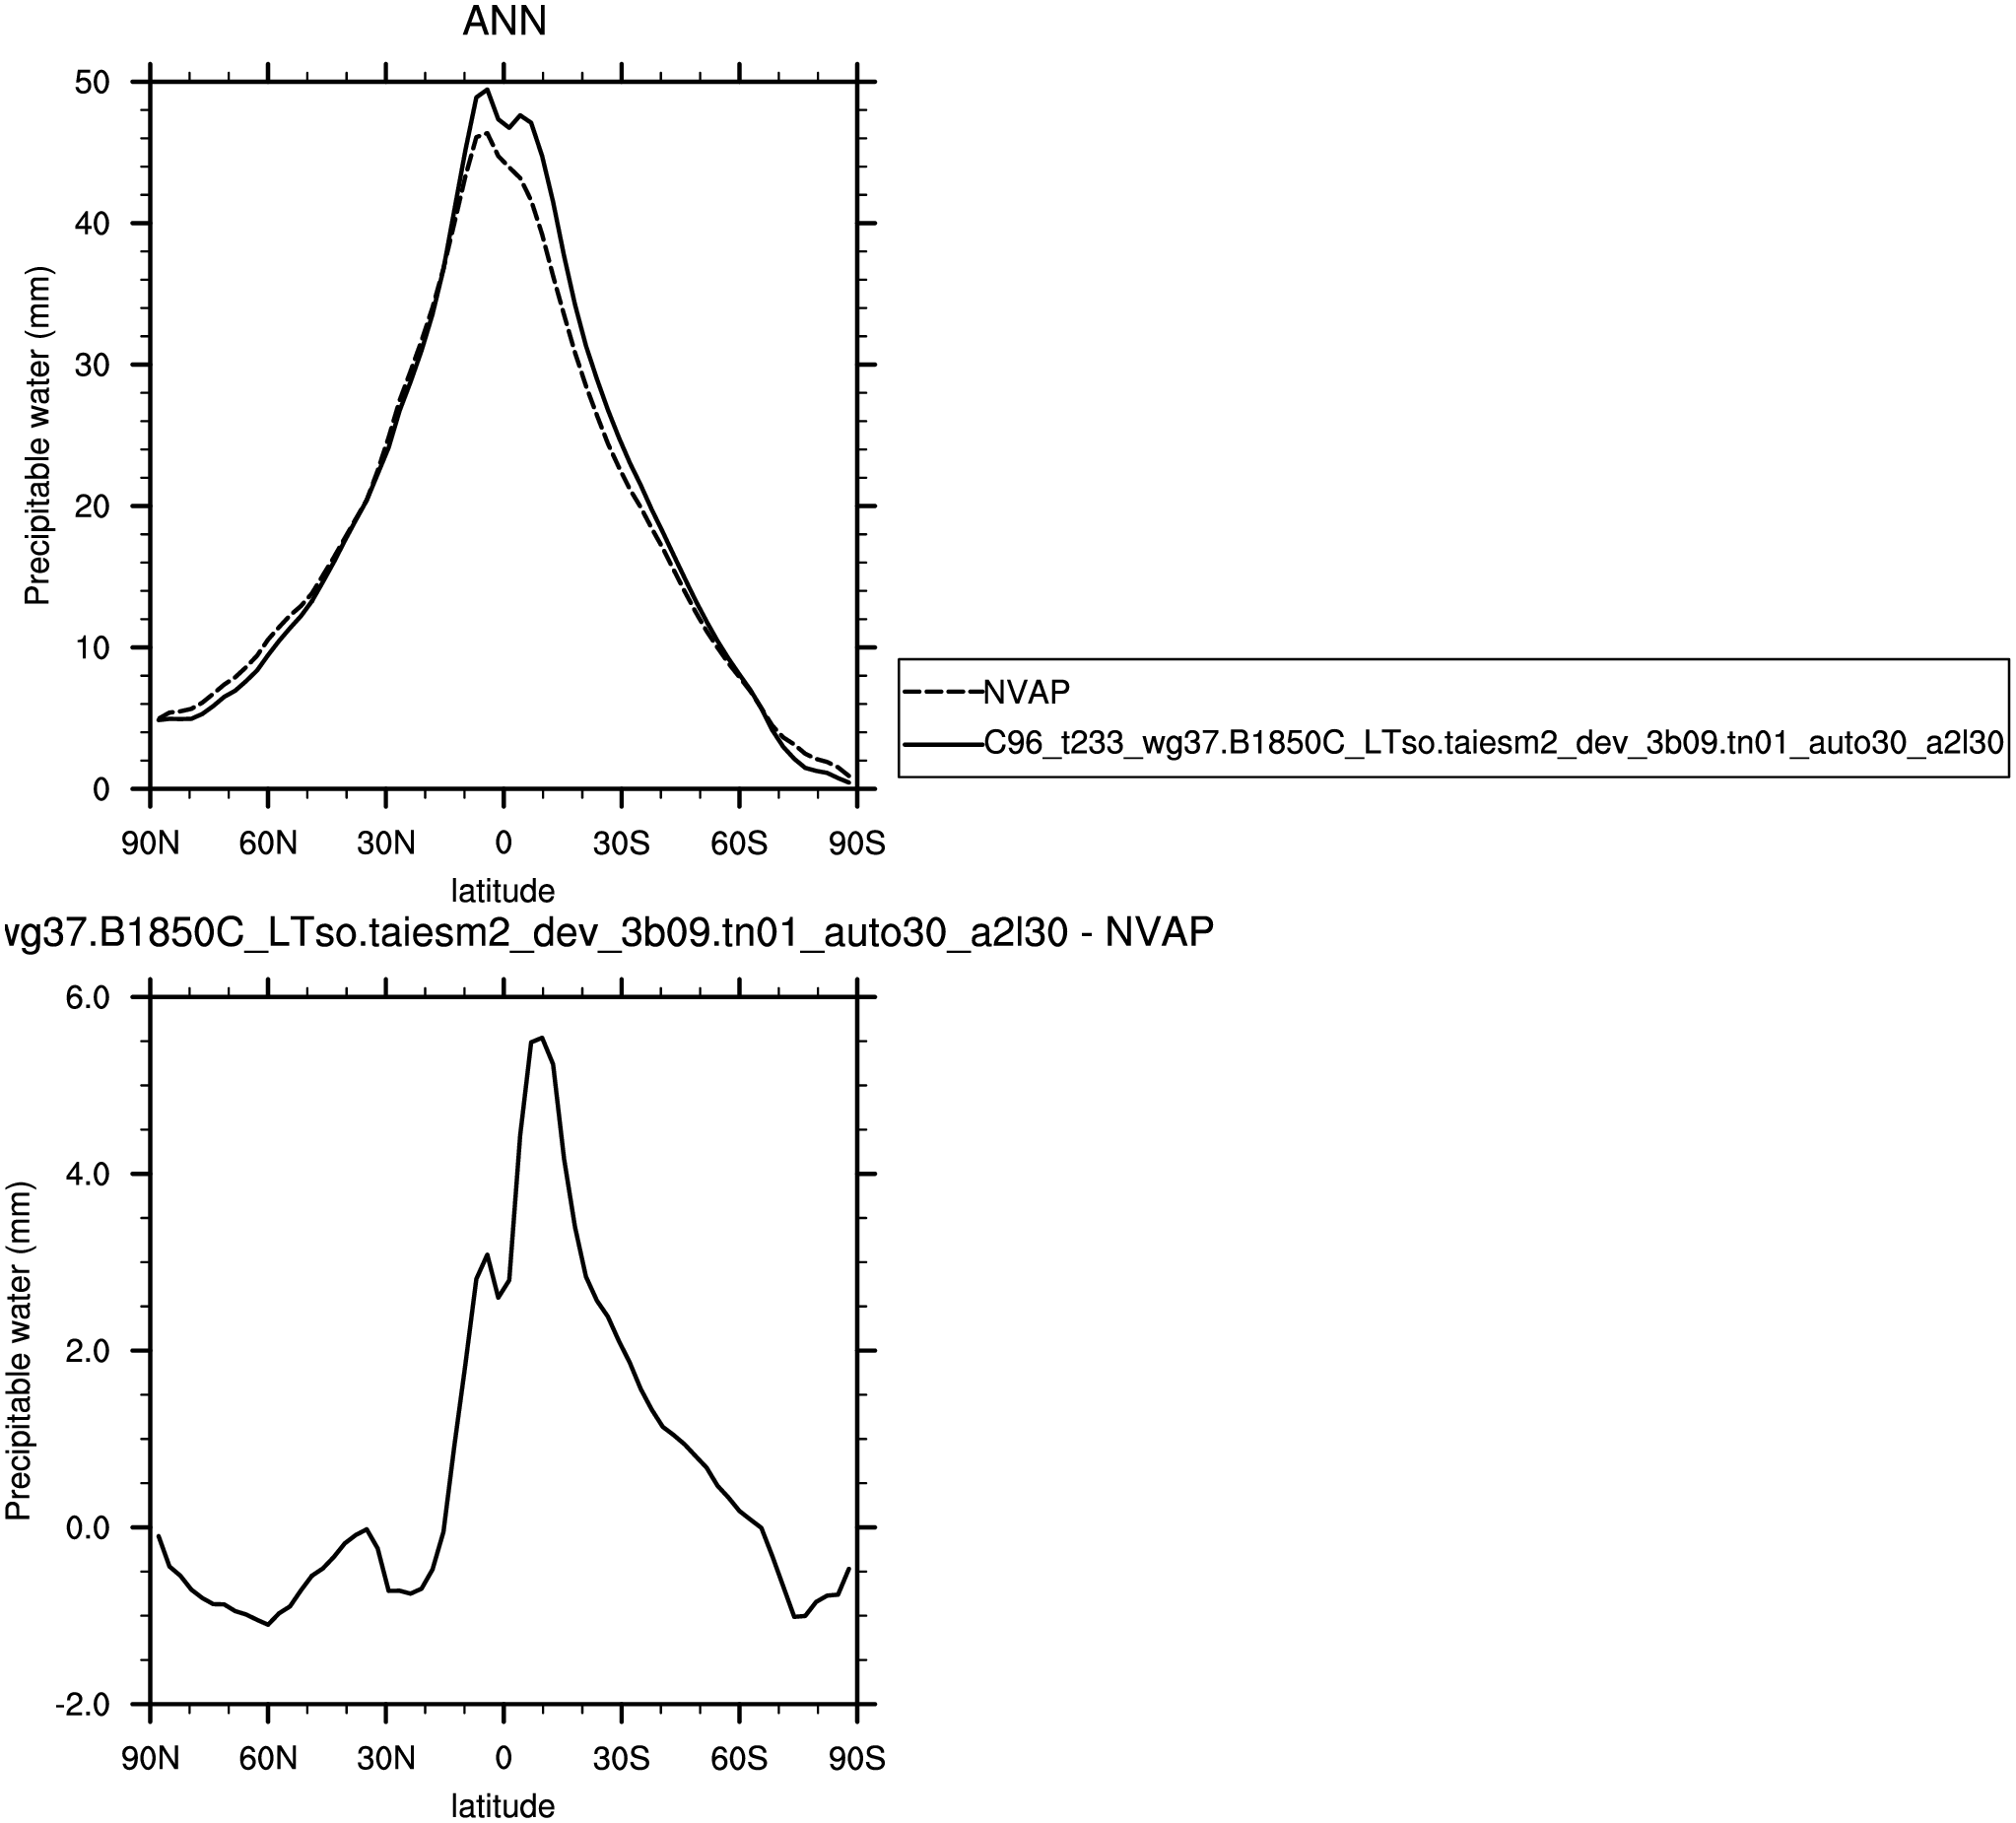 ANN
50
40
30
20
10
0
Precipitable water (mm)
90N 60N 30N 0 30S 60S 90S
latitude
NVAP
C96_t233_wg37.B1850C_LTso.taiesm2_dev_3b09.tn01_auto30_a2l30
wg37.B1850C_LTso.taiesm2_dev_3b09.tn01_auto30_a2l30 - NVAP
6.0
4.0
2.0
0.0
-2.0
Precipitable water (mm)
90N 60N 30N 0 30S 60S 90S
latitude